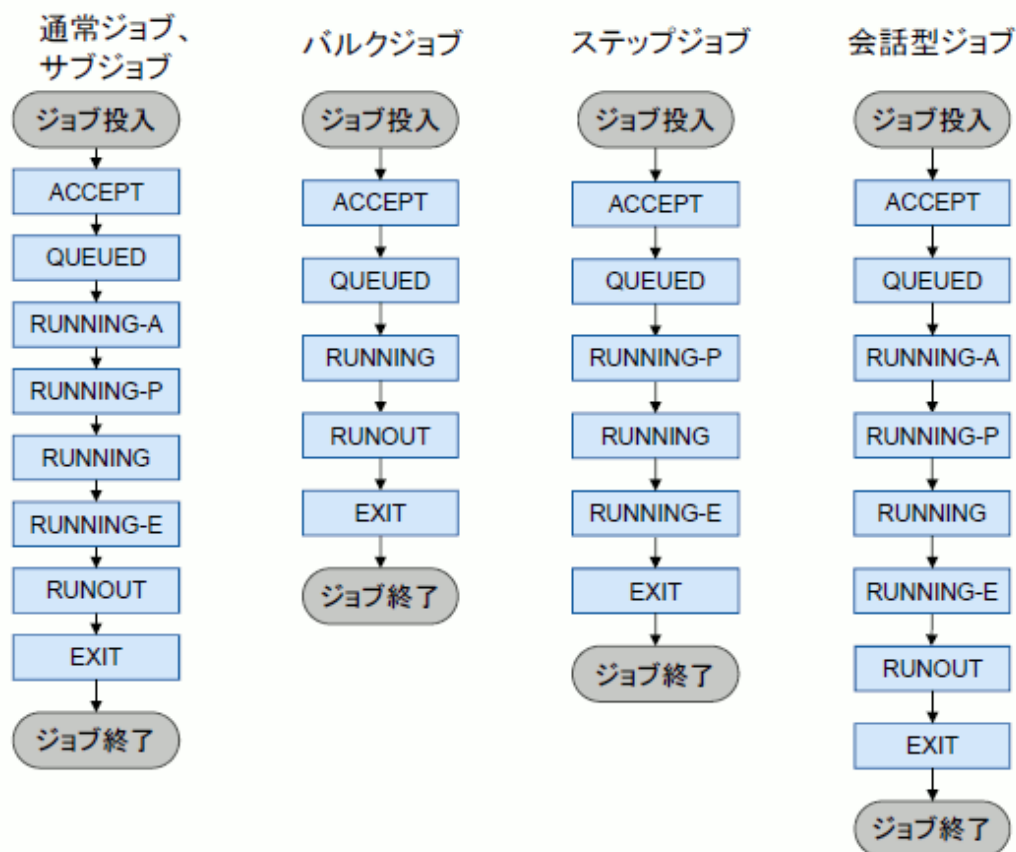 通常ジョブ、
サブジョブ
ジョブ投入
ACCEPT
QUEUED
RUNNING-A
RUNNING-P
RUNNING
RUNNING-E
RUNOUT
EXIT
ジョブ終了
バルクジョブ
ジョブ投入
ACCEPT
QUEUED
RUNNING
RUNOUT
EXIT
ジョブ終了
ステップジョブ
ジョブ投入
ACCEPT
QUEUED
RUNNING-P
RUNNING
RUNNING-E
EXIT
ジョブ終了
会話型ジョブ
ジョブ投入
ACCEPT
QUEUED
RUNNING-A
RUNNING-P
RUNNING
RUNNING-E
RUNOUT
EXIT
ジョブ終了